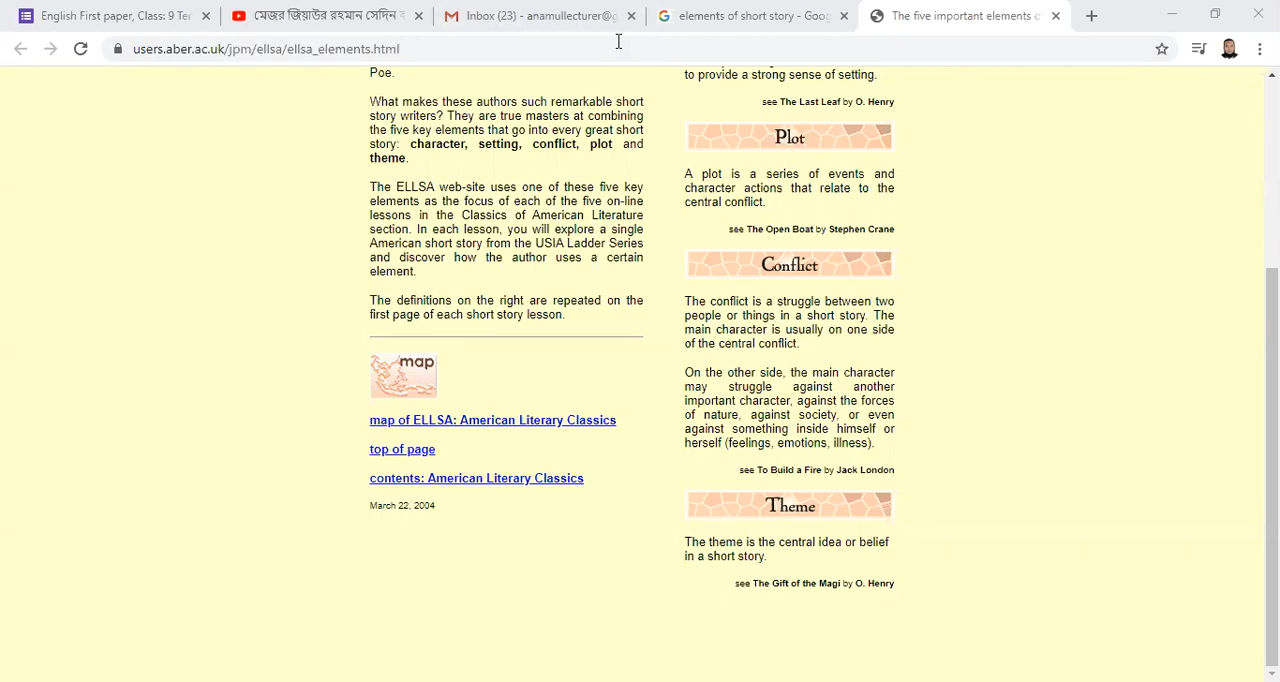 English First paper, Class: 9 Ter
মেজর জিয়াউর রহমান সেদিন ব
Inbox (23) - anamullecturer@g
elements of short story - Goog
The five important elements o
users.aber.ac.uk/jpm/ellsa/ellsa_elements.html
Poe.
What makes these authors such remarkable short
story writers? They are true masters at combining
the five key elements that go into every great short
story: character, setting, conflict, plot and
theme.
The ELLSA web-site uses one of these five key
elements as the focus of each of the five on-line
lessons in the Classics of American Literature
section. In each lesson, you will explore a single
American short story from the USIA Ladder Series
and discover how the author uses a certain
element.
The definitions on the right are repeated on the
first page of each short story lesson.
map
map of ELLSA: American Literary Classics
top of page
contents: American Literary Classics
March 22, 2004
to provide a strong sense of setting.
see The Last Leaf by O. Henry
Plot
A plot is a series of events and
character actions that relate to the
central conflict.
see The Open Boat by Stephen Crane
Conflict
The conflict is a struggle between two
people or things in a short story. The
main character is usually on one side
of the central conflict.
On the other side, the main character
may struggle against another
important character, against the forces
of nature, against society, or even
against something inside himself or
herself (feelings, emotions, illness).
see To Build a Fire by Jack London
Theme
The theme is the central idea or belief
in a short story.
see The Gift of the Magi by O. Henry